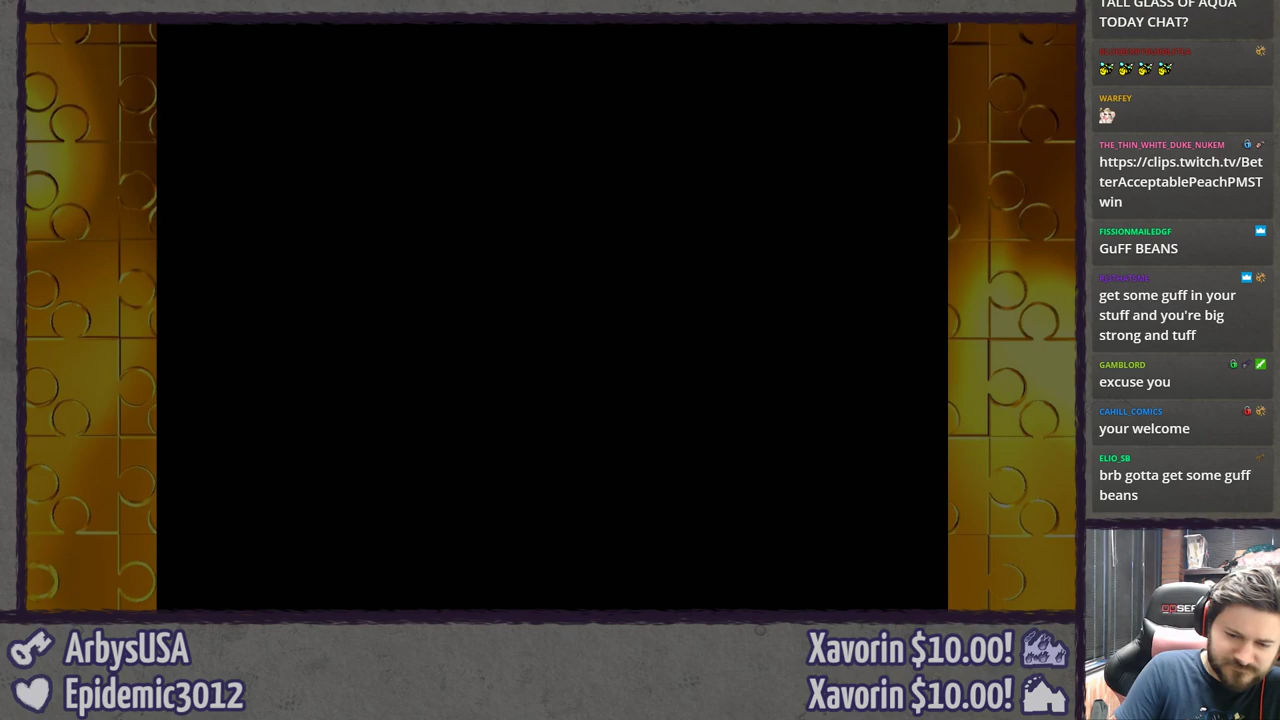 TALL GLASS OF AQUA
TODAY CHAT?
WARFEY
THE_THIN_WHITE_DUKE_NUKEM
https://clips.twitch.tv/Bet
terAcceptablePeachPMST
win
FISSIONMAILEDGF
GuFF BEANS
get some guff in your
stuff and you're big
strong and tuff
GAMBLORD
excuse you
CAHILL_COMICS
your welcome
ELIO_SB
brb gotta get some guff
beans
ArbysUSA
Xavorin $10.00!
Epidemic3012
Xavorin $10.00!